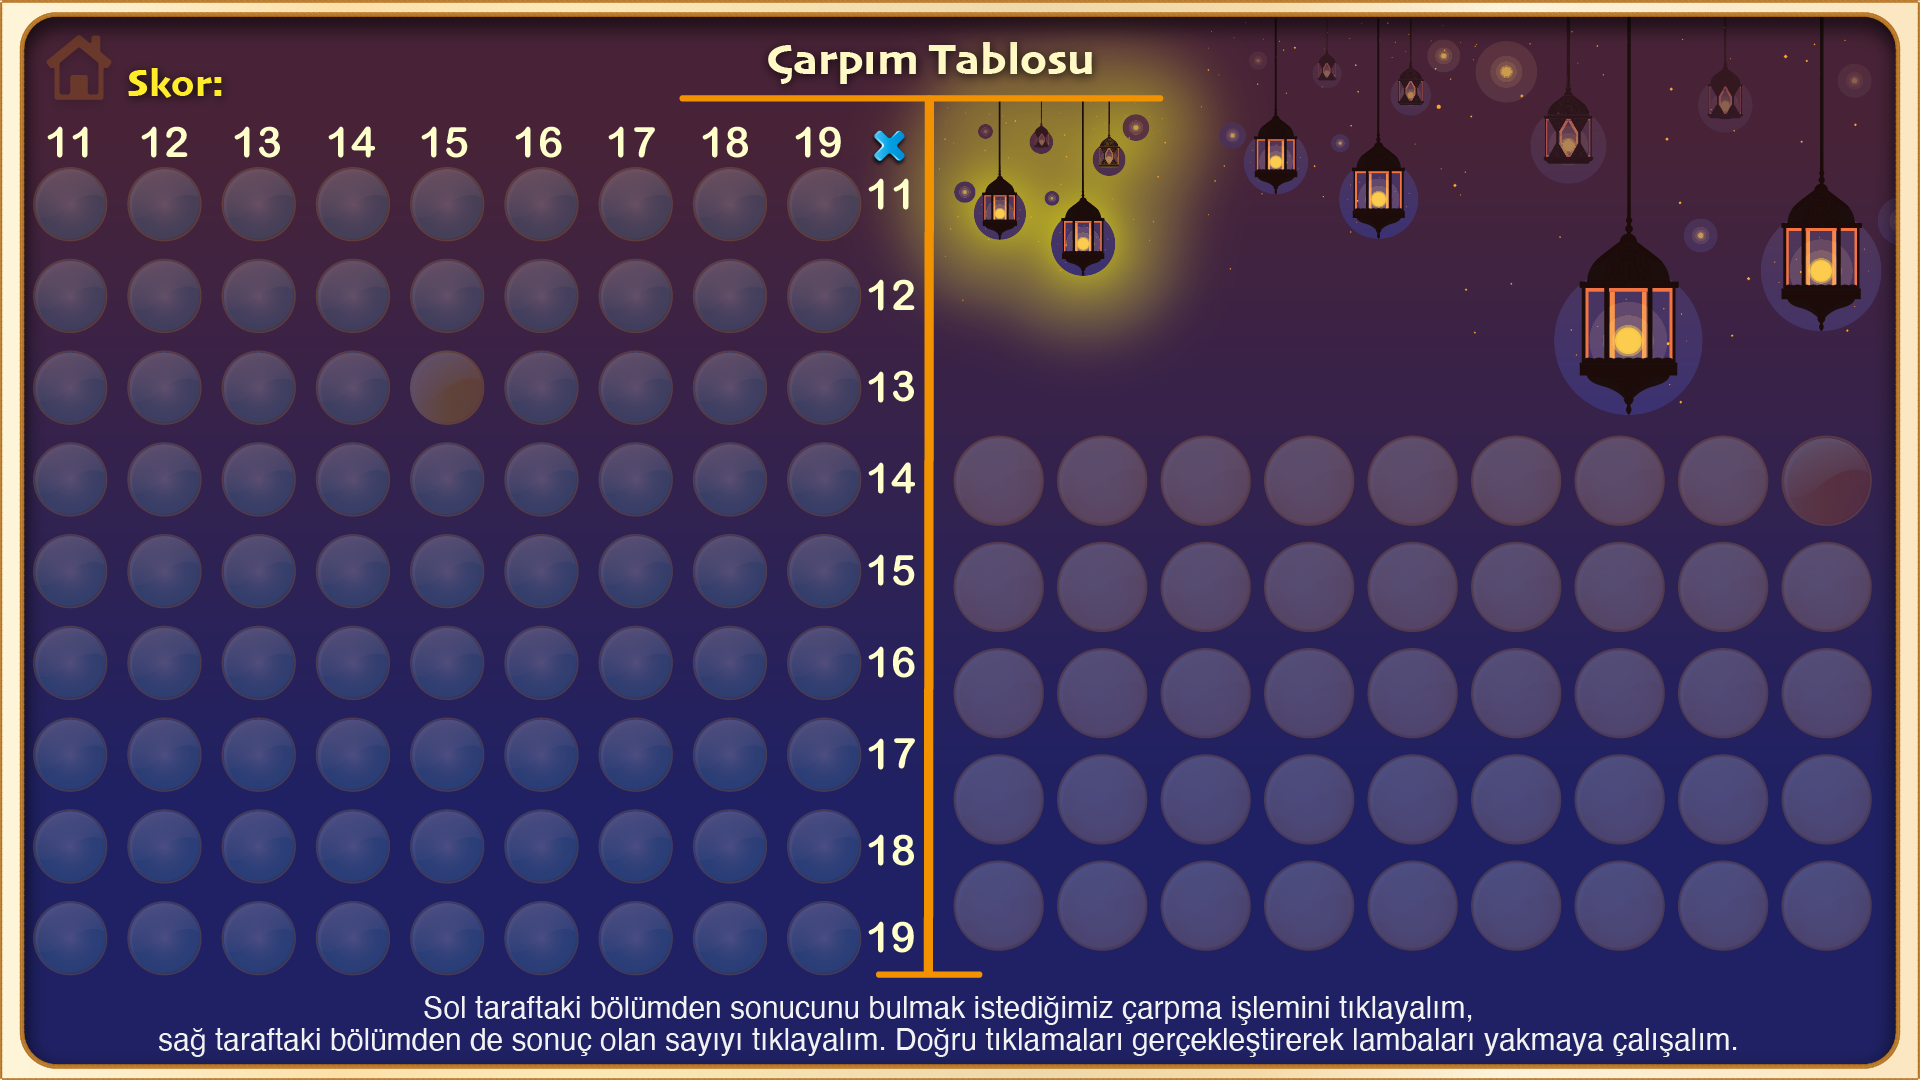 Çarpım Tablosu
Skor:
11 12 13 14 15 16 17 18 19 ×
11
12
13
14
15
16
17
18
19
Sol taraftaki bölümden sonucunu bulmak istediğimiz çarpma işlemini tıklayalım,
sağ taraftaki bölümden de sonuç olan sayıyı tıklayalım. Doğru tıklamaları gerçekleştirerek lambaları yakmaya çalışalım.